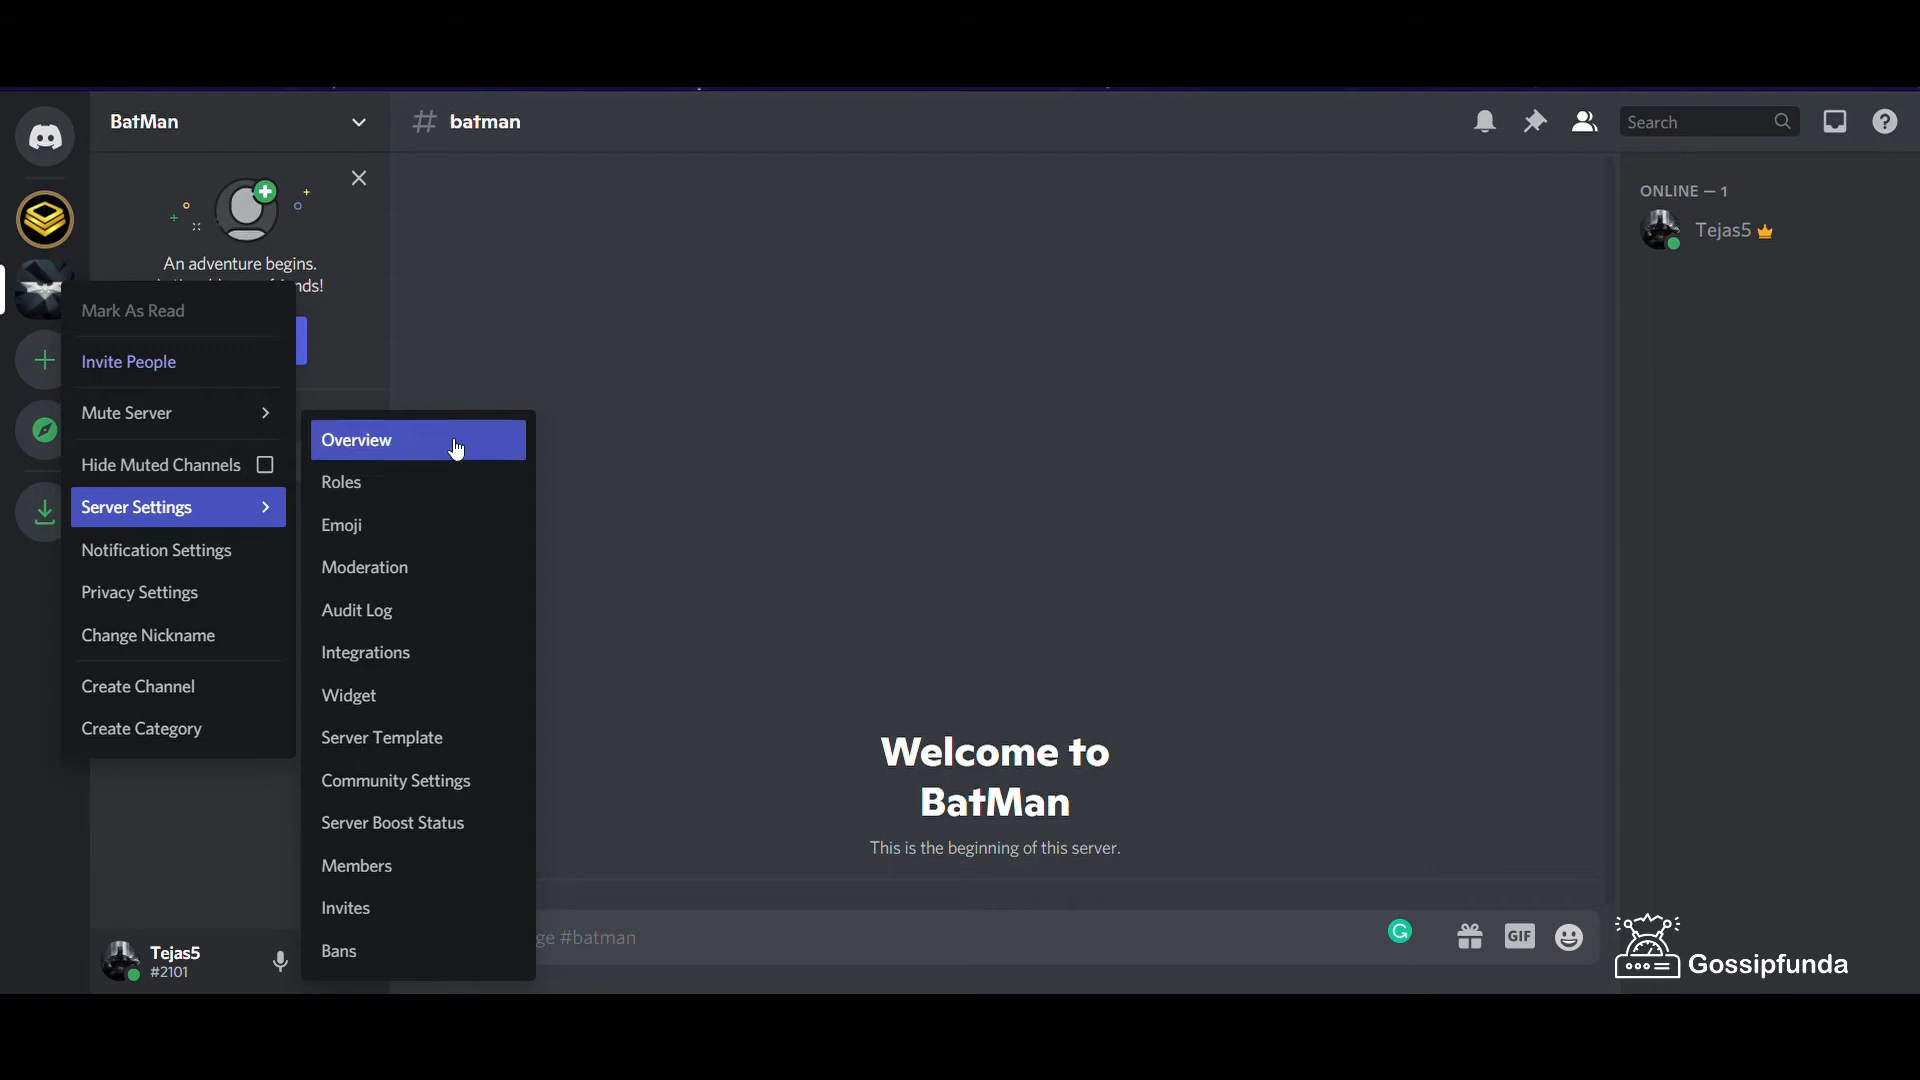 BatMan
batman
Search
An adventure begins.
nds!
Mark As Read
Invite People
Mute Server
Hide Muted Channels
Server Settings
Notification Settings
Privacy Settings
Change Nickname
Create Channel
Create Category
Overview
Roles
Emoji
Moderation
Audit Log
Integrations
Widget
Server Template
Community Settings
Server Boost Status
Members
Invites
Bans
Welcome to
BatMan
This is the beginning of this server.
ge #batman
GIF
ONLINE — 1
Tejas5
Tejas5
#2101
Gossipfunda